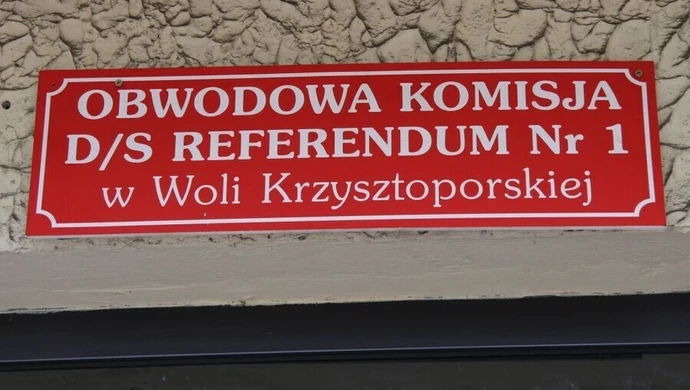 OBWODOWA KOMISJA
D/S REFERENDUM Nr 1
w Woli Krzysztoporskiej